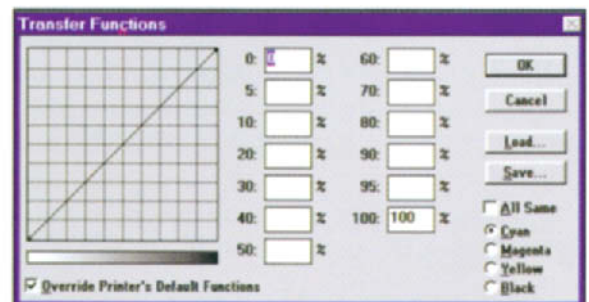 Transfer Functions
0: 0 % 60: % OK
5: % 70: % Cancel
10: % 80: % Load...
20: % 90: % Save...
30: % 95: %
40: % 100: 100 % All Same
50: % Cyan
Magenta
Yellow
Override Printer's Default Functions Black